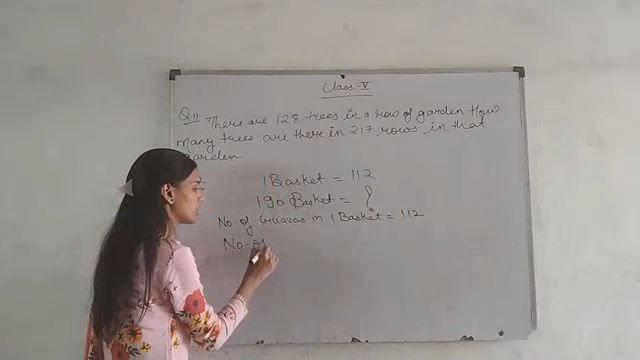 Class:-V
Q11 There are 128 trees in a row of garden How
many trees are there in 217 rows in that
garden
1 Basket = 112
190 Basket = ?
No of Guavas in 1 Basket = 112
No. of